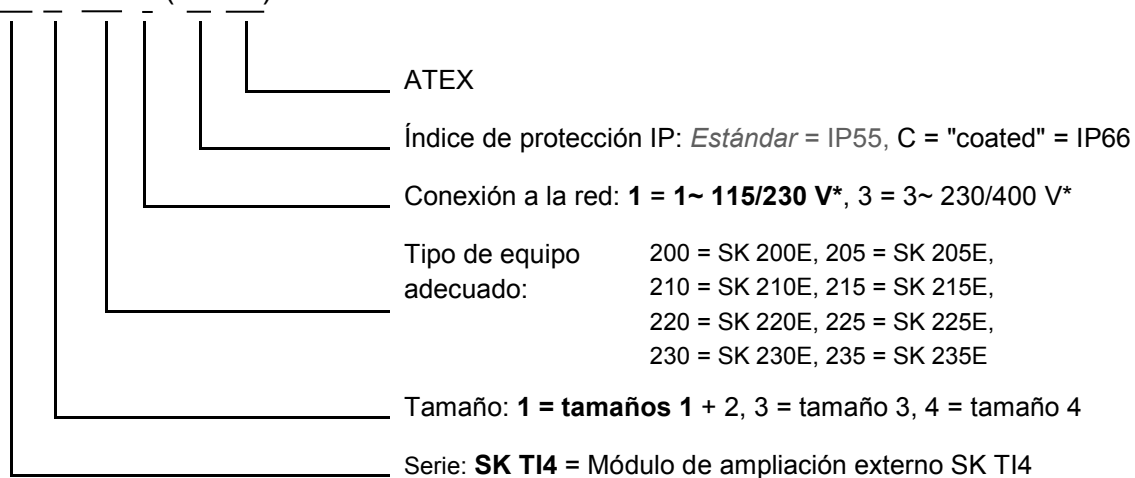 ATEX
Índice de protección IP: Estándar = IP55, C = "coated" = IP66
Conexión a la red: 1 = 1~ 115/230 V*, 3 = 3~ 230/400 V*
Tipo de equipo adecuado:
200 = SK 200E, 205 = SK 205E,
210 = SK 210E, 215 = SK 215E,
220 = SK 220E, 225 = SK 225E,
230 = SK 230E, 235 = SK 235E
Tamaño: 1 = tamaños 1 + 2, 3 = tamaño 3, 4 = tamaño 4
Serie: SK TI4 = Módulo de ampliación externo SK TI4